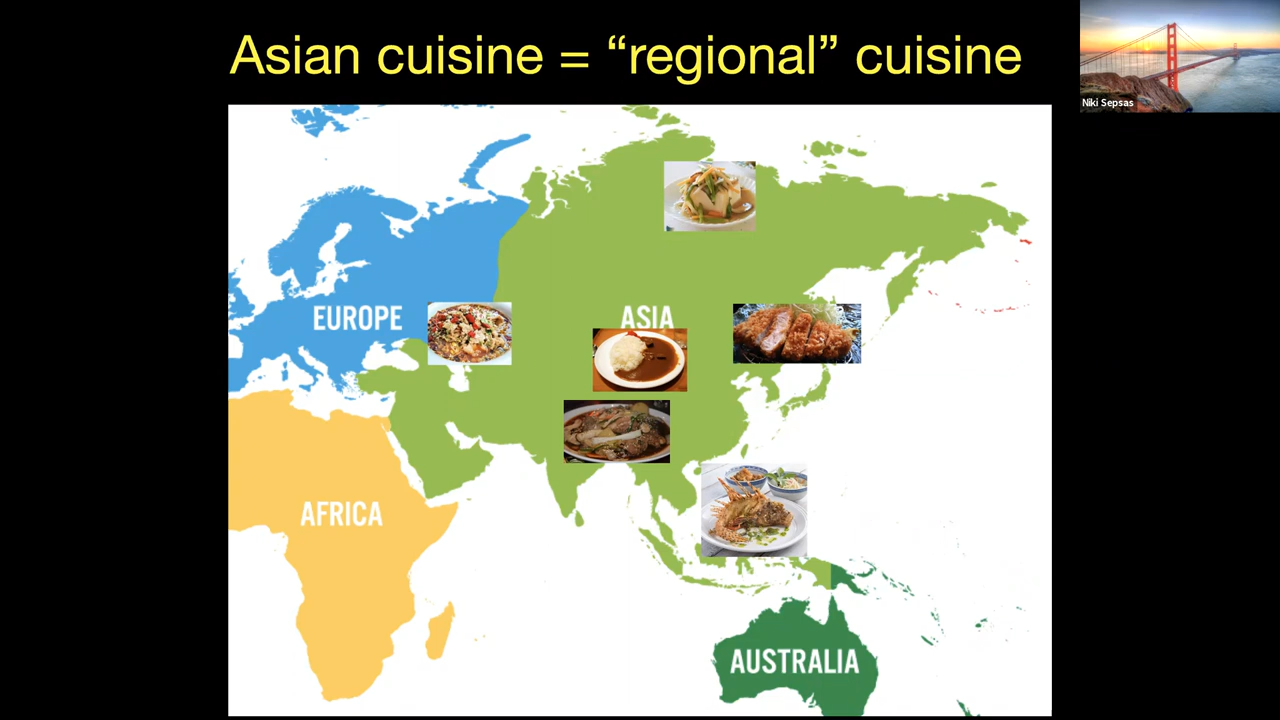 Asian cuisine = “regional” cuisine
Niki Sepsas
EUROPE
ASIA
AFRICA
AUSTRALIA